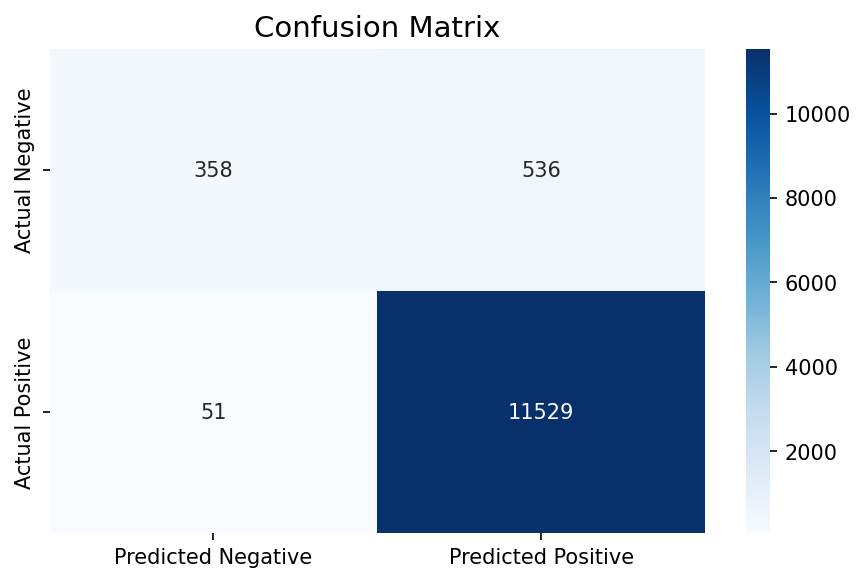 Confusion Matrix
Actual Negative
358
536
Actual Positive
51
11529
Predicted Negative
Predicted Positive
10000
8000
6000
4000
2000